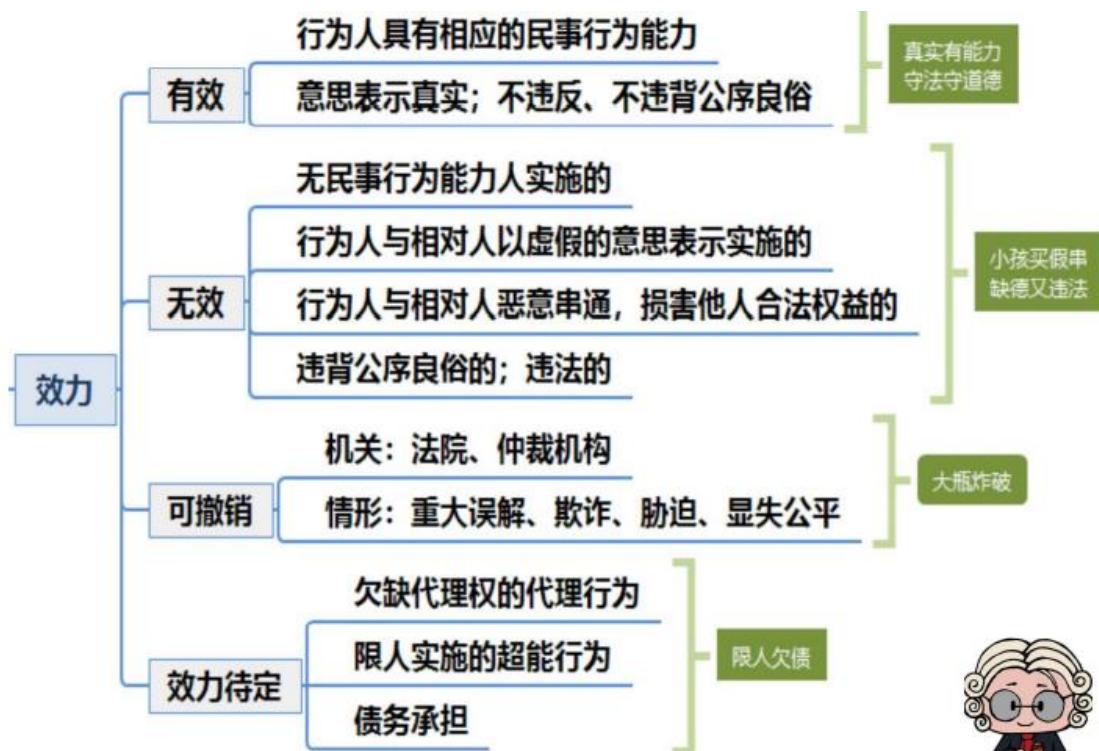 效力
有效
行为人具有相应的民事行为能力
意思表示真实；不违反、不违背公序良俗
真实有能力
守法守道德
无效
无民事行为能力人实施的
行为人与相对人以虚假的意思表示实施的
行为人与相对人恶意串通，损害他人合法权益的
违背公序良俗的；违法的
小孩买假串
缺德又违法
可撤销
机关：法院、仲裁机构
情形：重大误解、欺诈、胁迫、显失公平
大瓶炸破
效力待定
欠缺代理权的代理行为
限人实施的超能行为
债务承担
限人欠债